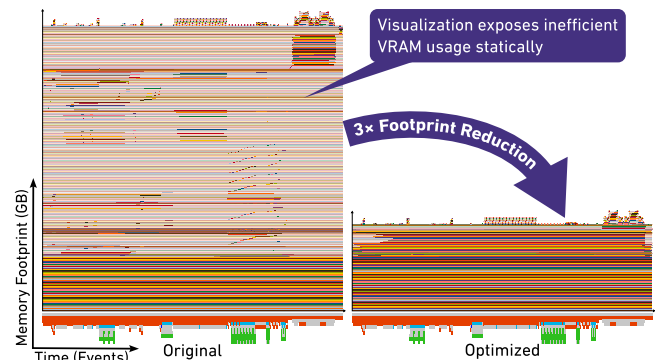 Visualization exposes inefficient
VRAM usage statically
3× Footprint Reduction
Memory Footprint (GB)
Time (Events)
Original
Optimized